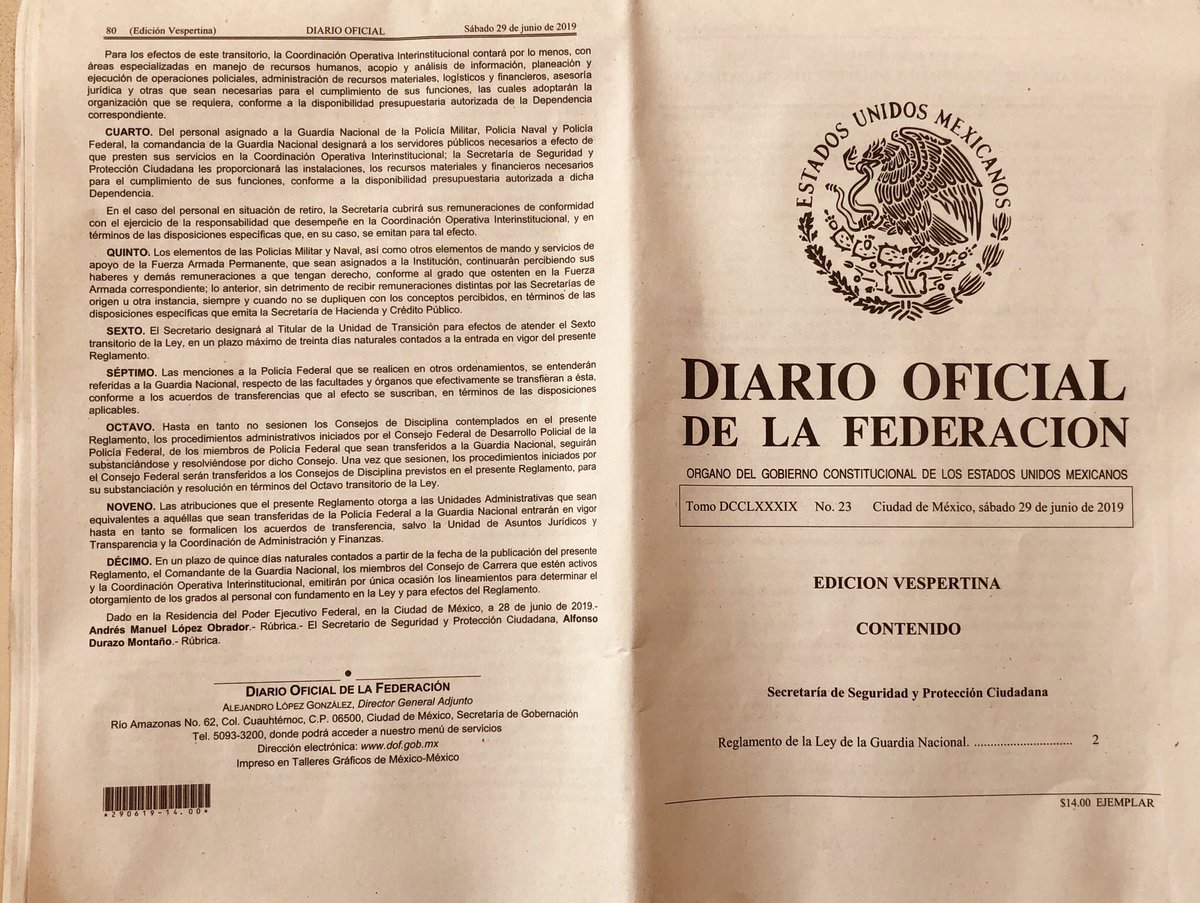 80 (Edición Vespertina) DIARIO OFICIAL Sábado 29 de junio de 2019
Para los efectos de este transitorio, la Coordinación Operativa Interinstitucional contará por lo menos, con
áreas especializadas en manejo de recursos humanos, acopio y análisis de información, planeación y
ejecución de operaciones policiales, administración de recursos materiales, logísticos y financieros, asesoría
jurídica y otras que sean necesarias para el cumplimiento de sus funciones, las cuales adoptarán la
organización que se requiera, conforme a la disponibilidad presupuestaria autorizada de la Dependencia
correspondiente.
CUARTO. Del personal asignado a la Guardia Nacional de la Policía Militar, Policía Naval y Policía
Federal, la comandancia de la Guardia Nacional designará a los servidores públicos necesarios a efecto de
que presten sus servicios en la Coordinación Operativa Interinstitucional; la Secretaría de Seguridad y
Protección Ciudadana les proporcionará las instalaciones, los recursos materiales y financieros necesarios
para el cumplimiento de sus funciones, conforme a la disponibilidad presupuestaria autorizada a dicha
Dependencia.
En el caso del personal en situación de retiro, la Secretaría cubrirá sus remuneraciones de conformidad
con el ejercicio de la responsabilidad que desempeñe en la Coordinación Operativa Interinstitucional, y en
términos de las disposiciones específicas que, en su caso, se emitan para tal efecto.
QUINTO. Los elementos de las Policías Militar y Naval, así como otros elementos de mando y servicios de
apoyo de la Fuerza Armada Permanente, que sean asignados a la Institución, continuarán percibiendo sus
haberes y demás remuneraciones a que tengan derecho, conforme al grado que ostenten en la Fuerza
Armada correspondiente; lo anterior, sin detrimento de recibir remuneraciones distintas por las Secretarías de
origen u otra instancia, siempre y cuando no se dupliquen con los conceptos percibidos, en términos de las
disposiciones específicas que emita la Secretaría de Hacienda y Crédito Público.
SEXTO. El Secretario designará al Titular de la Unidad de Transición para efectos de atender el Sexto
transitorio de la Ley, en un plazo máximo de treinta días naturales contados a la entrada en vigor del presente
Reglamento.
SÉPTIMO. Las menciones a la Policía Federal que se realicen en otros ordenamientos, se entenderán
referidas a la Guardia Nacional, respecto de las facultades y órganos que efectivamente se transfieran a ésta,
conforme a los acuerdos de transferencias que al efecto se suscriban, en términos de las disposiciones
aplicables.
OCTAVO. Hasta en tanto no sesionen los Consejos de Disciplina contemplados en el presente
Reglamento, los procedimientos administrativos iniciados por el Consejo Federal de Desarrollo Policial de la
Policía Federal, de los miembros de Policía Federal que sean transferidos a la Guardia Nacional, seguirán
substanciándose y resolviéndose por dicho Consejo. Una vez que sesionen, los procedimientos iniciados por
el Consejo Federal serán transferidos a los Consejos de Disciplina previstos en el presente Reglamento, para
su substanciación y resolución en términos del Octavo transitorio de la Ley.
NOVENO. Las atribuciones que el presente Reglamento otorga a las Unidades Administrativas que sean
equivalentes a aquéllas que sean transferidas de la Policía Federal a la Guardia Nacional entrarán en vigor
hasta en tanto se formalicen los acuerdos de transferencia, salvo la Unidad de Asuntos Jurídicos y
Transparencia y la Coordinación de Administración y Finanzas.
DÉCIMO. En un plazo de quince días naturales contados a partir de la fecha de la publicación del presente
Reglamento, el Comandante de la Guardia Nacional, los miembros del Consejo de Carrera que estén activos
y la Coordinación Operativa Interinstitucional, emitirán por única ocasión los lineamientos para determinar el
otorgamiento de los grados al personal con fundamento en la Ley y para efectos del Reglamento.
Dado en la Residencia del Poder Ejecutivo Federal, en la Ciudad de México, a 28 de junio de 2019.-
Andrés Manuel López Obrador.- Rúbrica.- El Secretario de Seguridad y Protección Ciudadana, Alfonso
Durazo Montaño.- Rúbrica.
DIARIO OFICIAL DE LA FEDERACIÓN
ALEJANDRO LÓPEZ GONZÁLEZ, Director General Adjunto
Río Amazonas No. 62, Col. Cuauhtémoc, C.P. 06500, Ciudad de México, Secretaría de Gobernación
Tel. 5093-3200, donde podrá acceder a nuestro menú de servicios
Dirección electrónica: www.dof.gob.mx
Impreso en Talleres Gráficos de México-México
*290619-14.00*
ESTADOS UNIDOS MEXICANOS
DIARIO OFICIAL
DE LA FEDERACION
ORGANO DEL GOBIERNO CONSTITUCIONAL DE LOS ESTADOS UNIDOS MEXICANOS
Tomo DCCLXXXIX No. 23 Ciudad de México, sábado 29 de junio de 2019
EDICION VESPERTINA
CONTENIDO
Secretaría de Seguridad y Protección Ciudadana
Reglamento de la Ley de la Guardia Nacional. .............................. 2
$14.00 EJEMPLAR